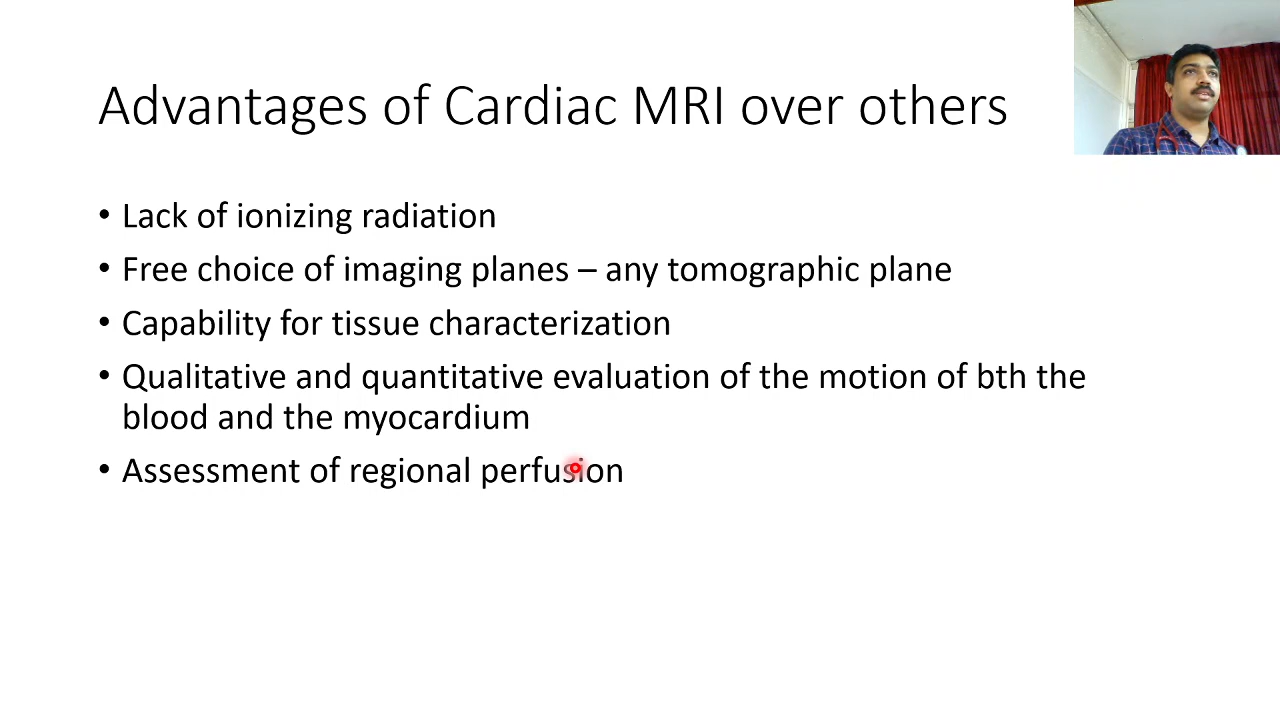 Advantages of Cardiac MRI over others
• Lack of ionizing radiation
• Free choice of imaging planes – any tomographic plane
• Capability for tissue characterization
• Qualitative and quantitative evaluation of the motion of bth the
blood and the myocardium
• Assessment of regional perfusion